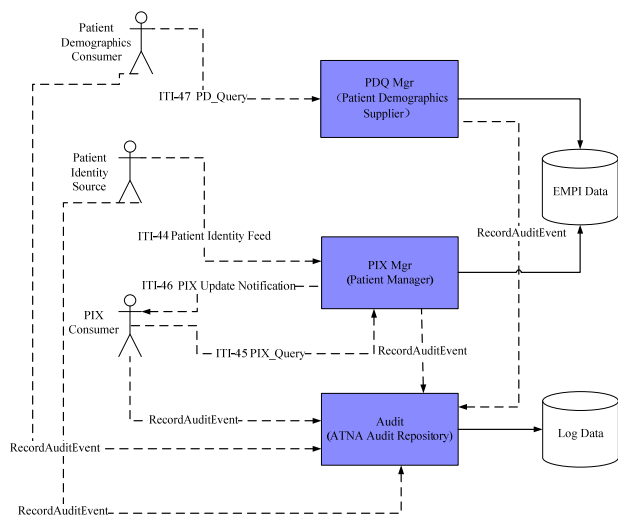 Patient
Demographics
Consumer
ITI-47 PD_Query
PDQ Mgr
（Patient Demographics
Supplier）
Patient
Identity
Source
EMPI Data
RecordAuditEvent
ITI-44 Patient Identity Feed
PIX Mgr
(Patient Manager)
ITI-46 PIX Update Notification
PIX
Consumer
ITI-45 PIX_Query
RecordAuditEvent
RecordAuditEvent
Audit
(ATNA Audit Repository)
Log Data
RecordAuditEvent
RecordAuditEvent